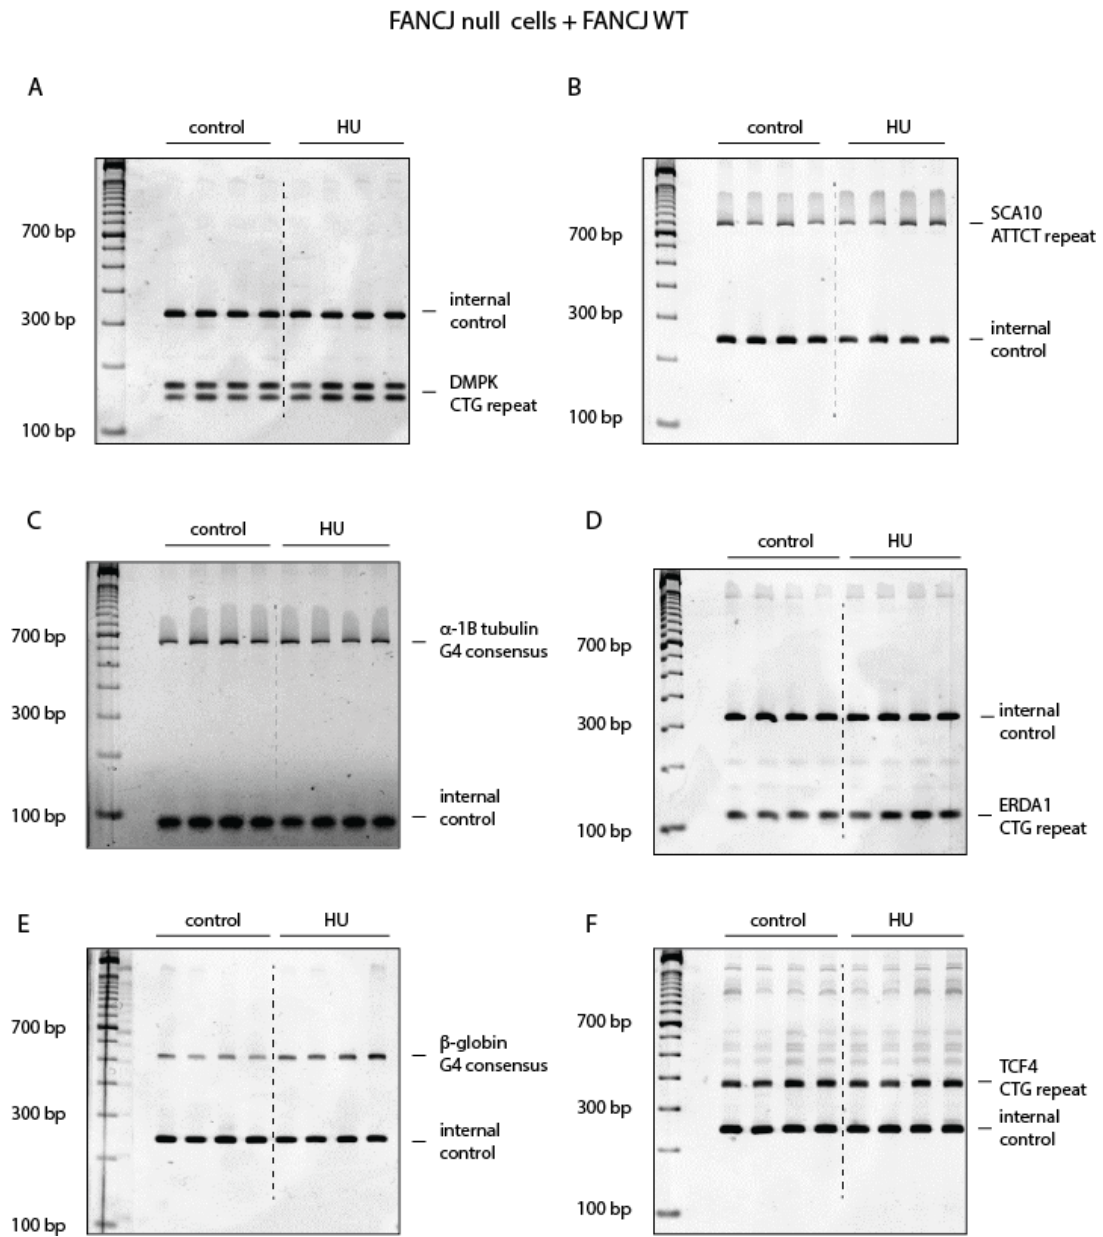 FANCJ null cells + FANCJ WT
A
control HU
700 bp
300 bp
100 bp
internal
control
DMPK
CTG repeat
B
control HU
700 bp
300 bp
100 bp
SCA10
ATTCT repeat
internal
control
C
control HU
700 bp
300 bp
100 bp
α-1B tubulin
G4 consensus
internal
control
D
control HU
700 bp
300 bp
100 bp
internal
control
ERDA1
CTG repeat
E
control HU
700 bp
300 bp
100 bp
β-globin
G4 consensus
internal
control
F
control HU
700 bp
300 bp
100 bp
TCF4
CTG repeat
internal
control